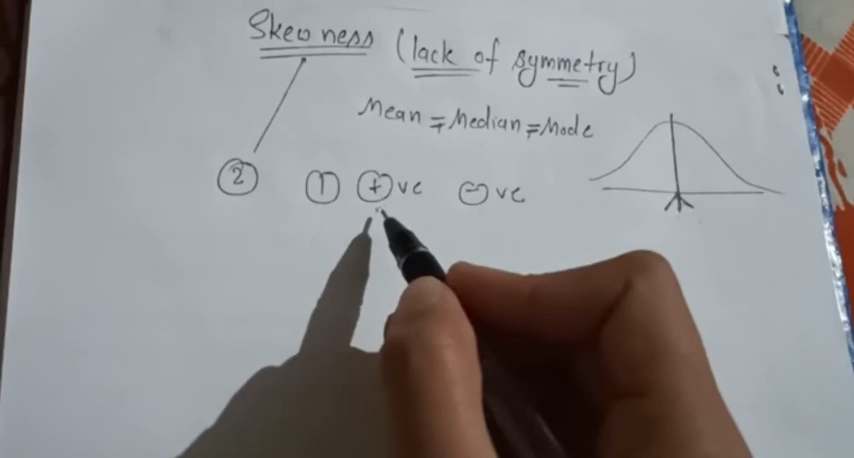 Skewness (lack of symmetry)
Mean ≠ Median ≠ Mode
② ① ⊕ve ⊖ve